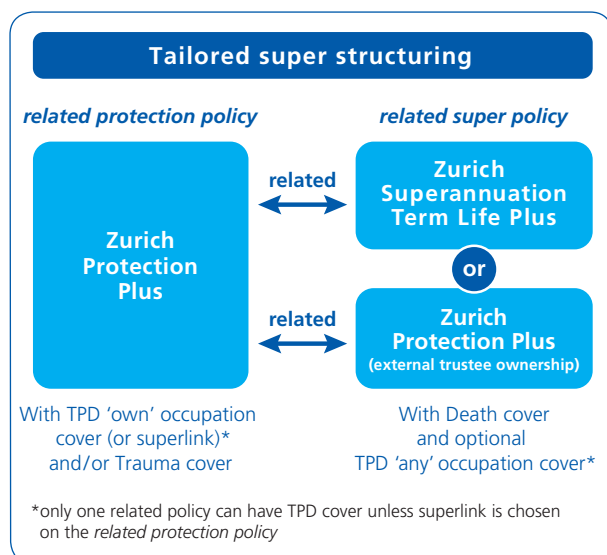 Tailored super structuring
related protection policy
related super policy
Zurich
Protection
Plus
related
Zurich
Superannuation
Term Life Plus
or
related
Zurich
Protection Plus
(external trustee ownership)
With TPD ‘own’ occupation
cover (or superlink)*
and/or Trauma cover
With Death cover
and optional
TPD ‘any’ occupation cover*
*only one related policy can have TPD cover unless superlink is chosen
on the related protection policy